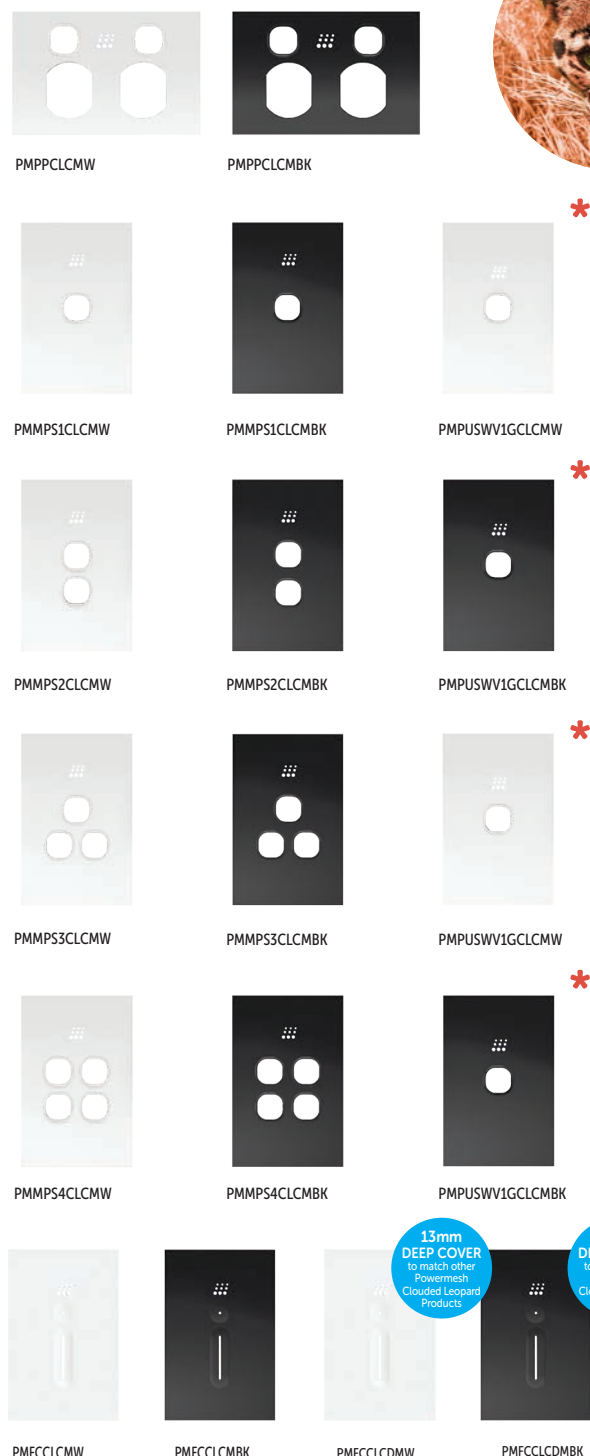 PMPPCLCMW
PMPPCLCMBK
*
PMMPS1CLCMW
PMMPS1CLCMBK
PMPUSWV1GCLCMW
*
PMMPS2CLCMW
PMMPS2CLCMBK
PMPUSWV1GCLCMBK
*
PMMPS3CLCMW
PMMPS3CLCMBK
PMPUSWV1GCLCMW
*
PMMPS4CLCMW
PMMPS4CLCMBK
PMPUSWV1GCLCMBK
13mm
DEEP COVER
to match other
Powermesh
Clouded Leopard
Products
PMFCCLCMW
PMFCCLCMBK
PMFCCLCDMW
PMFCCLCDMBK